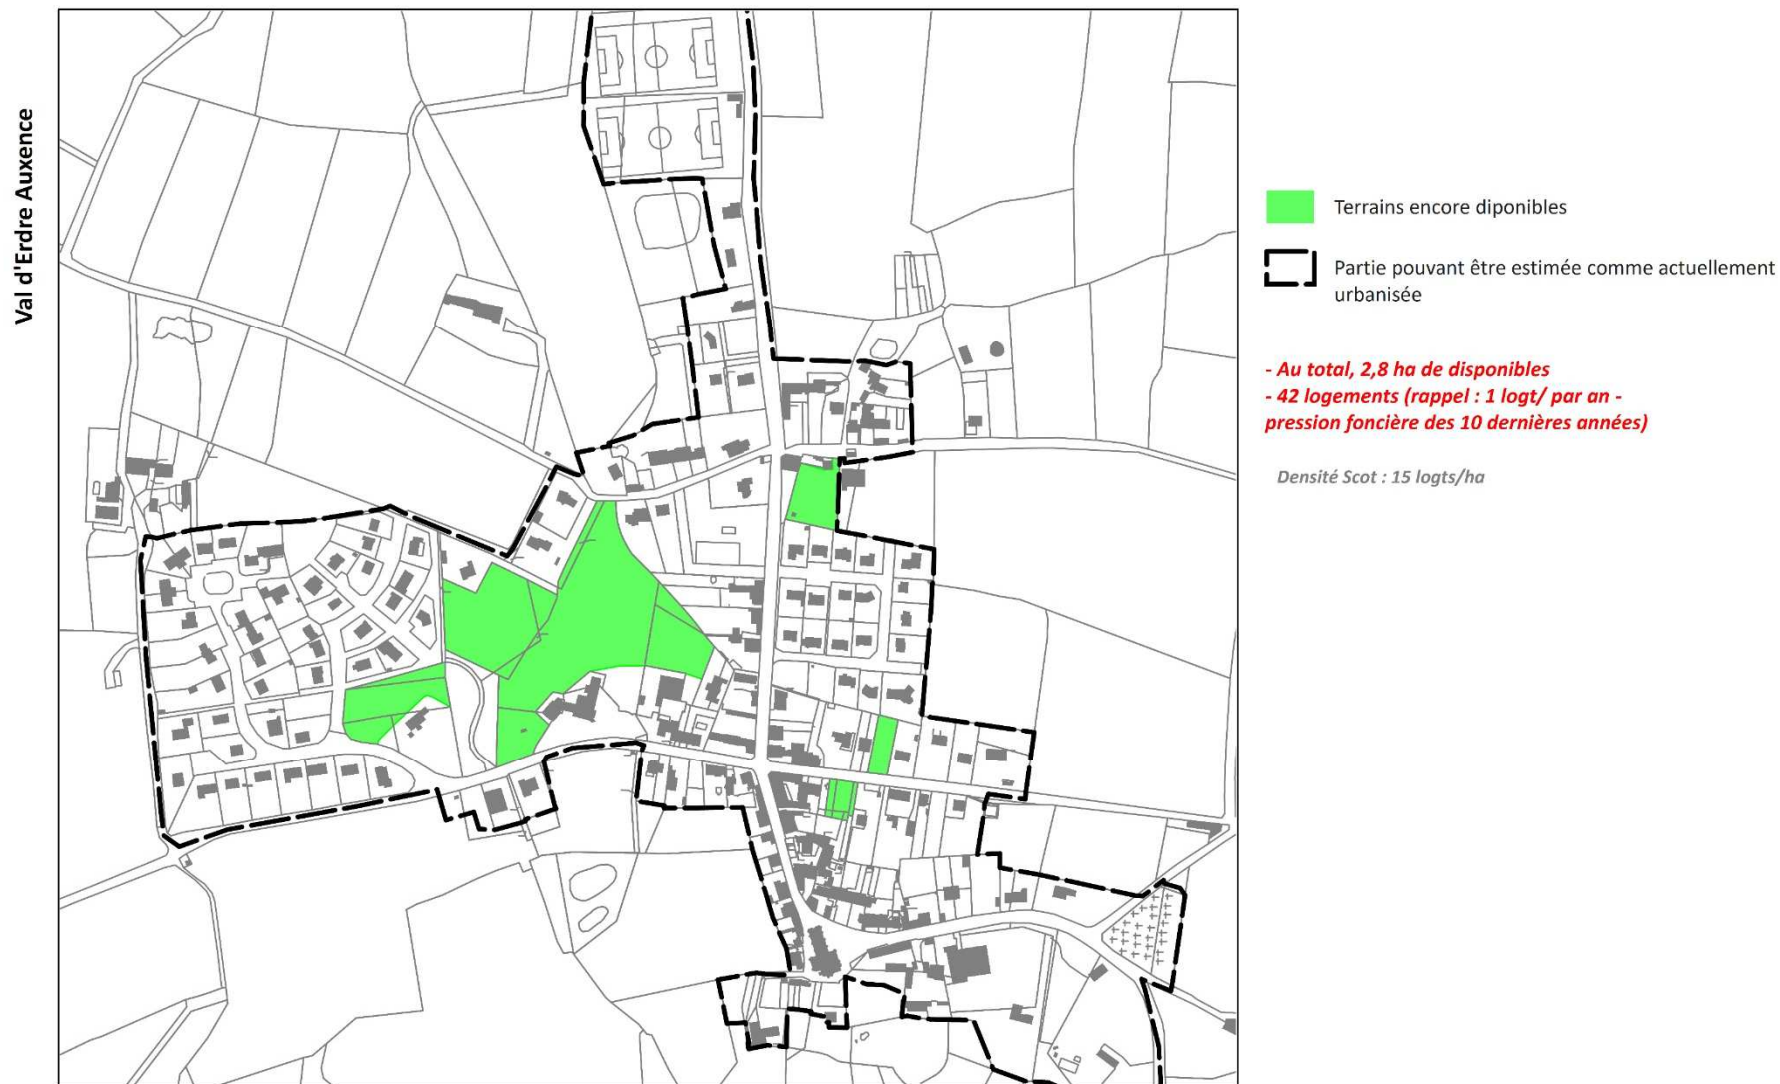 Val d'Erdre Auxence
Terrains encore diponibles
Partie pouvant être estimée comme actuellement
urbanisée
- Au total, 2,8 ha de disponibles
- 42 logements (rappel : 1 logt/ par an -
pression foncière des 10 dernières années)
Densité Scot : 15 logts/ha